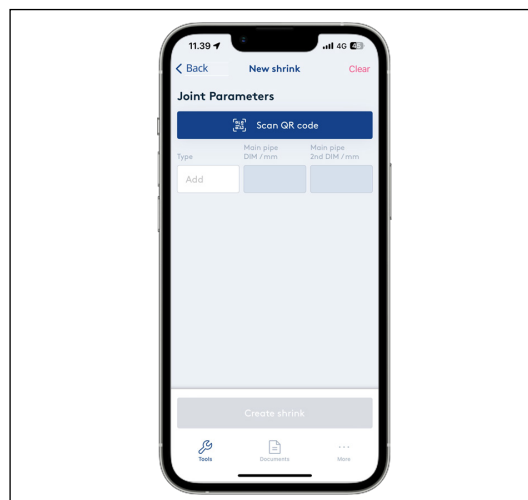 11.39 4G 45
Back New shrink Clear
Joint Parameters
Scan QR code
Type
Main pipe
DIM / mm
Main pipe
2nd DIM / mm
Add
Create shrink
Tools Documents More